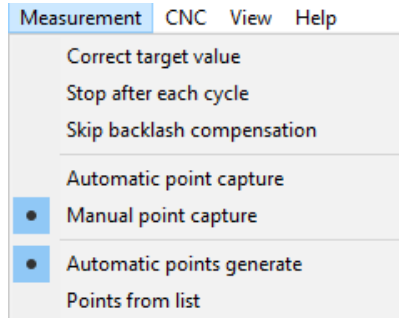 Measurement CNC View Help
Correct target value
Stop after each cycle
Skip backlash compensation
Automatic point capture
Manual point capture
Automatic points generate
Points from list